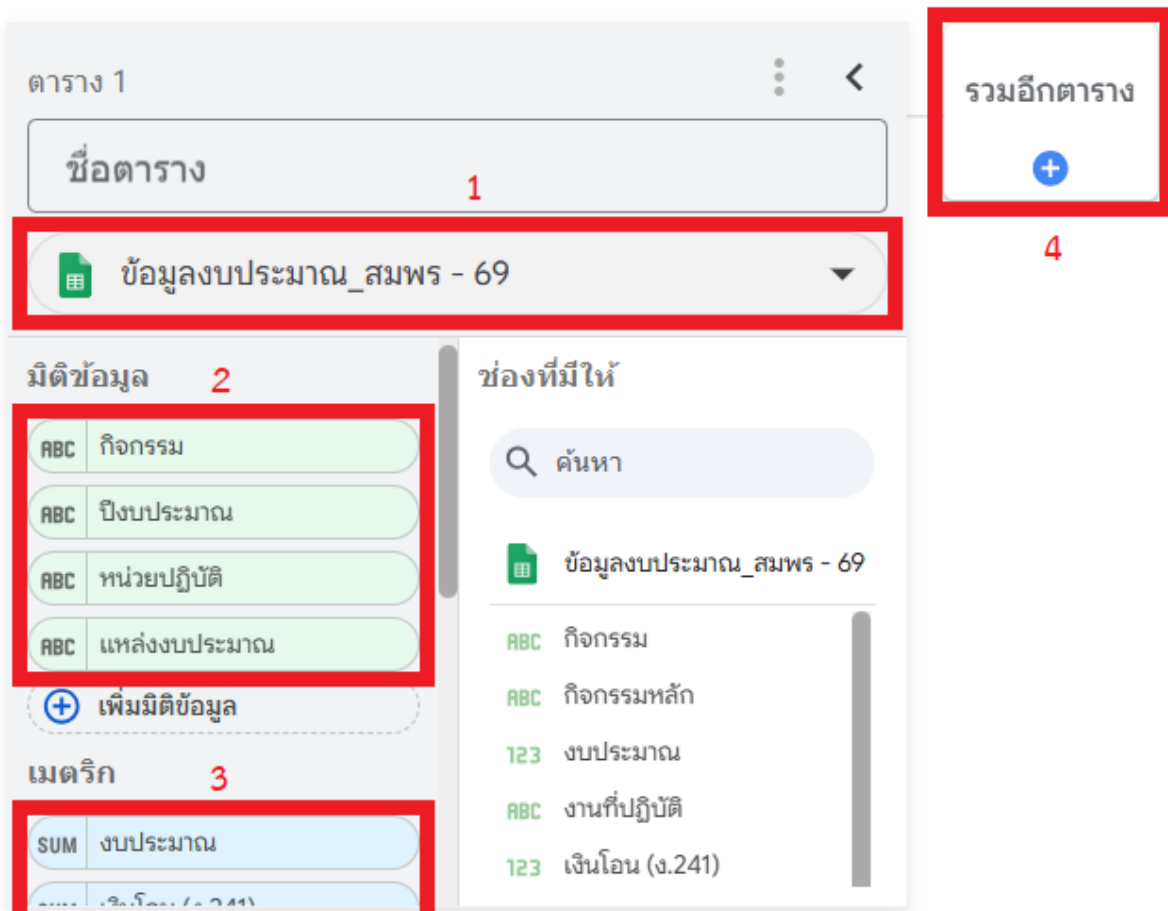 ตาราง 1
รวมอีกตาราง
ชื่อตาราง
1
4
ข้อมูลงบประมาณ_สมพร - 69
มิติข้อมูล 2
ABC กิจกรรม
ABC ปีงบประมาณ
ABC หน่วยปฏิบัติ
ABC แหล่งงบประมาณ
เพิ่มมิติข้อมูล
เมตริก 3
SUM งบประมาณ
SUM เงินโอน (ง.241)
ช่องที่มีให้
ค้นหา
ข้อมูลงบประมาณ_สมพร - 69
ABC กิจกรรม
ABC กิจกรรมหลัก
123 งบประมาณ
ABC งานที่ปฏิบัติ
123 เงินโอน (ง.241)